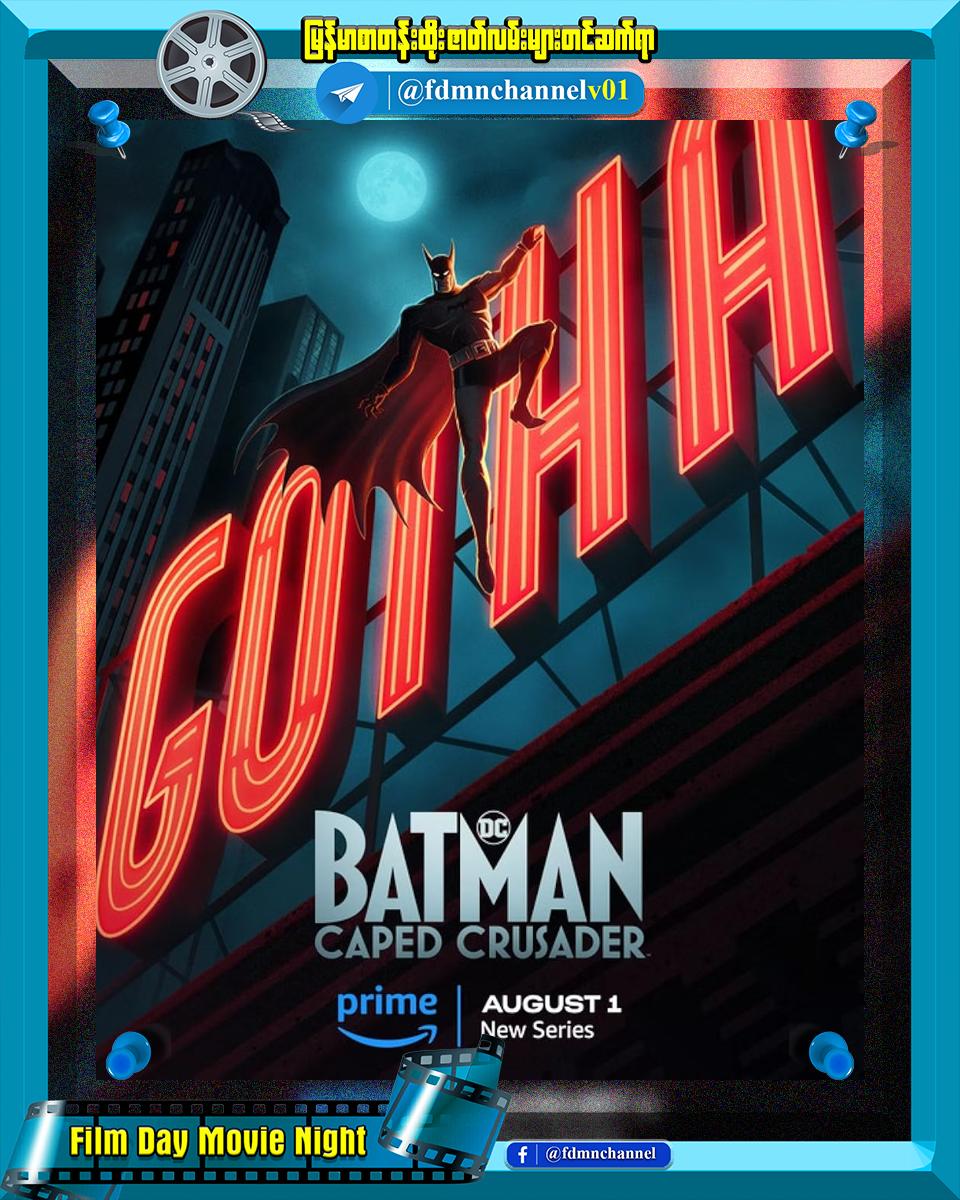 မြန်မာစာတန်းထိုးဇာတ်လမ်းများတင်ဆက်ရာ
@fdmnchannelv01
GOTHA
DC
BATMAN
CAPED CRUSADER
prime
AUGUST 1
New Series
Film Day Movie Night
f @fdmnchannel